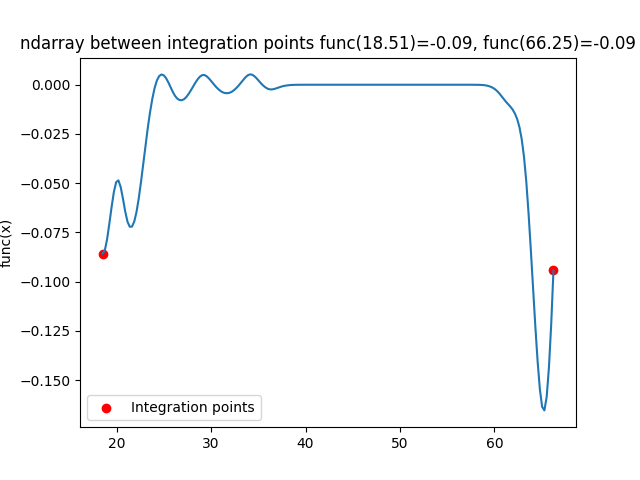 ndarray between integration points func(18.51)=-0.09, func(66.25)=-0.09
0.000
−0.025
−0.050
−0.075
−0.100
−0.125
−0.150
func(x)
Integration points
20 30 40 50 60